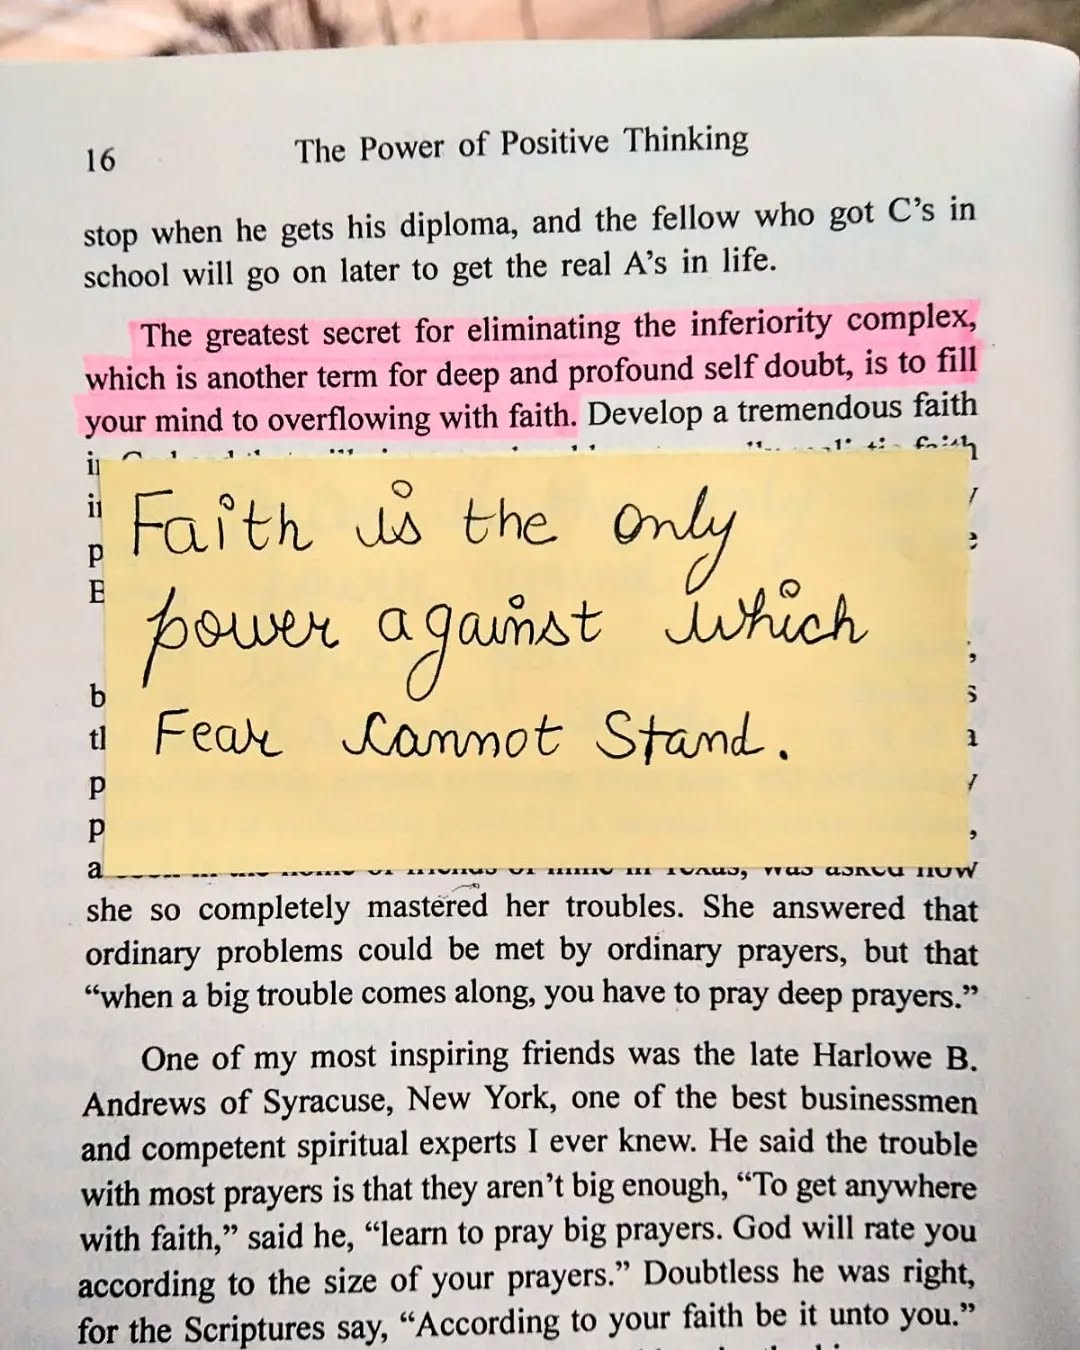 16 The Power of Positive Thinking
stop when he gets his diploma, and the fellow who got C's in
school will go on later to get the real A's in life.
The greatest secret for eliminating the inferiority complex,
which is another term for deep and profound self doubt, is to fill
your mind to overflowing with faith. Develop a tremendous faith
faith
Faith is the only
power against which
Fear cannot Stand.
friends of mine in Texas, was asked how
she so completely mastered her troubles. She answered that
ordinary problems could be met by ordinary prayers, but that
“when a big trouble comes along, you have to pray deep prayers.”
One of my most inspiring friends was the late Harlowe B.
Andrews of Syracuse, New York, one of the best businessmen
and competent spiritual experts I ever knew. He said the trouble
with most prayers is that they aren't big enough, “To get anywhere
with faith,” said he, “learn to pray big prayers. God will rate you
according to the size of your prayers.” Doubtless he was right,
for the Scriptures say, “According to your faith be it unto you.”